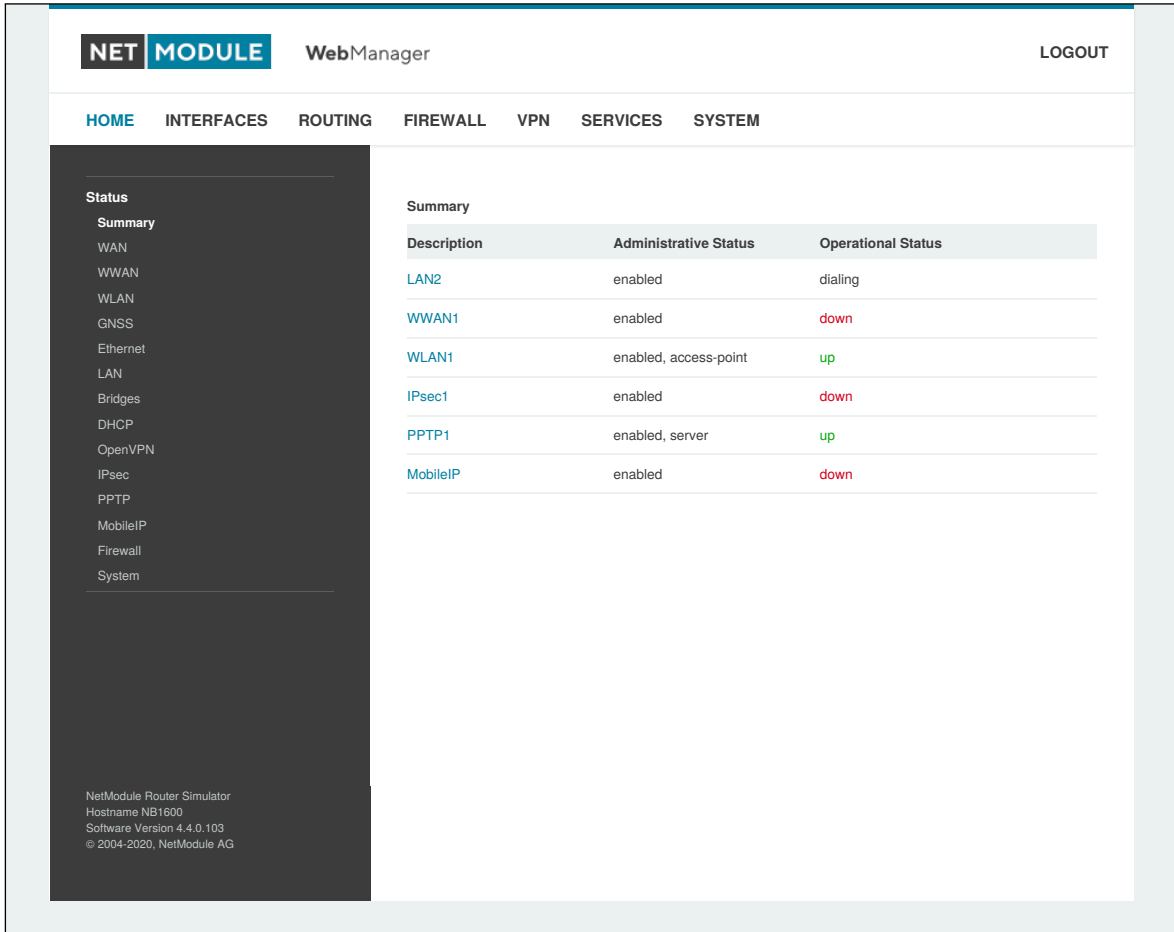 NET MODULE WebManager LOGOUT
HOME INTERFACES ROUTING FIREWALL VPN SERVICES SYSTEM
Status
Summary
WAN
WWAN
WLAN
GNSS
Ethernet
LAN
Bridges
DHCP
OpenVPN
IPsec
PPTP
MobileIP
Firewall
System
NetModule Router Simulator
Hostname NB1600
Software Version 4.4.0.103
© 2004-2020, NetModule AG
Summary
Description Administrative Status Operational Status
LAN2 enabled dialing
WWAN1 enabled down
WLAN1 enabled, access-point up
IPsec1 enabled down
PPTP1 enabled, server up
MobileIP enabled down